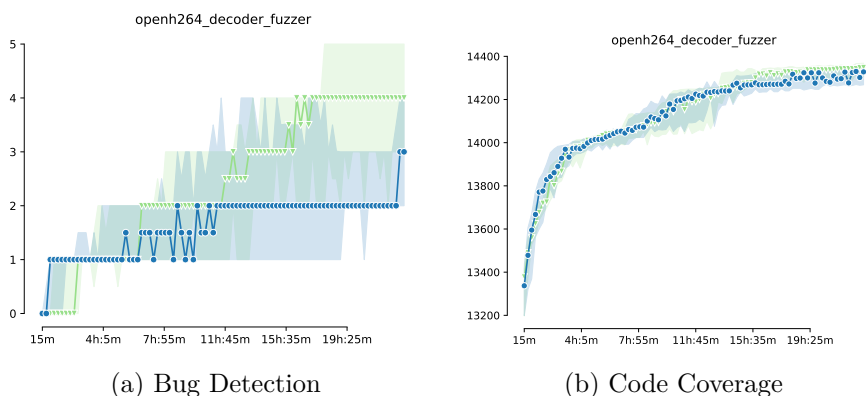 openh264_decoder_fuzzer
5
4
3
2
1
0
15m 4h:5m 7h:55m 11h:45m 15h:35m 19h:25m
(a) Bug Detection
openh264_decoder_fuzzer
14400
14200
14000
13800
13600
13400
13200
15m 4h:5m 7h:55m 11h:45m 15h:35m 19h:25m
(b) Code Coverage